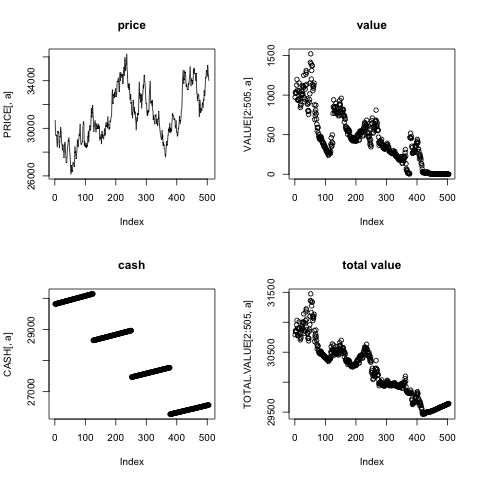 price
PRICE[, a]
26000 30000 34000
0 100 200 300 400 500
Index
value
VALUE[2:505, a]
0 500 1000 1500
0 100 200 300 400 500
Index
cash
CASH[, a]
27000 29000
0 100 200 300 400 500
Index
total value
TOTAL.VALUE[2:505, a]
29500 30500 31500
0 100 200 300 400 500
Index